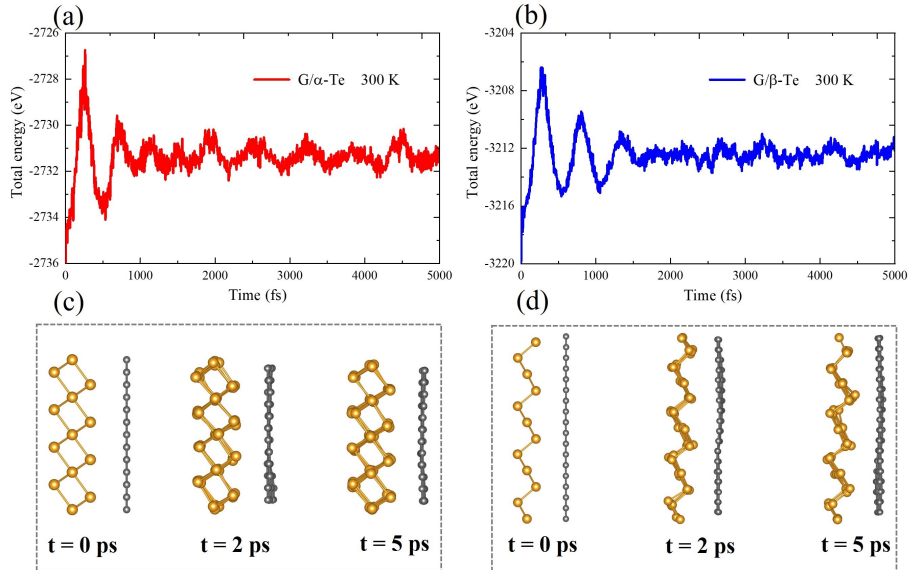 (a)
-2726
-2728
-2730
-2732
-2734
-2736
Total energy (eV)
G/α-Te 300 K
0 1000 2000 3000 4000 5000
Time (fs)
(b)
-3204
-3208
-3212
-3216
-3220
Total energy (eV)
G/β-Te 300 K
0 1000 2000 3000 4000 5000
Time (fs)
(c)
t = 0 ps t = 2 ps t = 5 ps
(d)
t = 0 ps t = 2 ps t = 5 ps